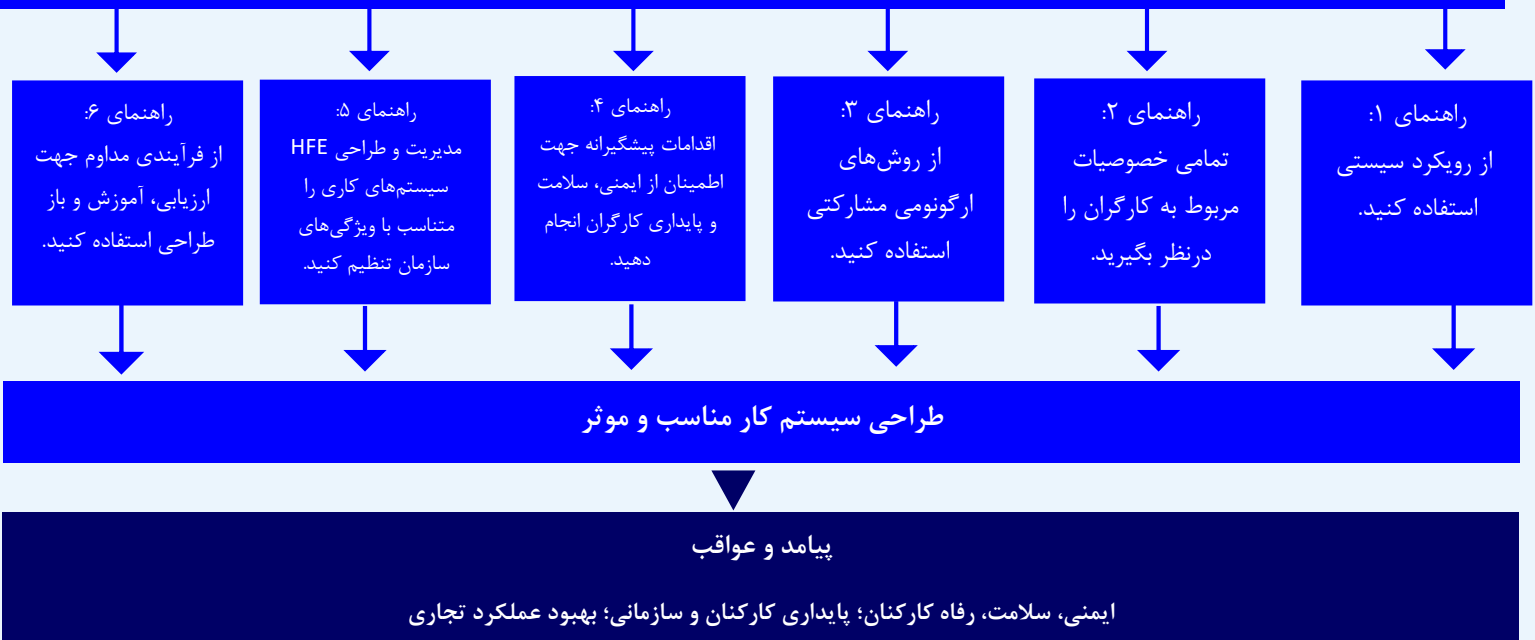 راهنمای ۱:
از رویکرد سیستی
استفاده کنید.
راهنمای ۲:
تمامی خصوصیات
مربوط به کارگران را
درنظر بگیرید.
راهنمای ۳:
از روش‌های
ارگونومی مشارکتی
استفاده کنید.
راهنمای ۴:
اقدامات پیشگیرانه جهت
اطمینان از ایمنی، سلامت
و پایداری کارگران انجام
دهید.
راهنمای ۵:
مدیریت و طراحی HFE
سیستم‌های کاری را
متناسب با ویژگی‌های
سازمان تنظیم کنید.
راهنمای ۶:
از فرآیندی مداوم جهت
ارزیابی، آموزش و باز
طراحی استفاده کنید.
طراحی سیستم کار مناسب و موثر
پیامد و عواقب
ایمنی، سلامت، رفاه کارکنان؛ پایداری کارکنان و سازمانی؛ بهبود عملکرد تجاری